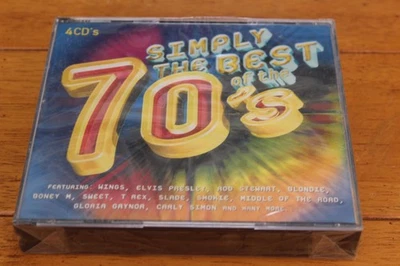 4CD's
SIMPLY
THE BEST
of the
70's
FEATURING: WINGS, ELVIS PRESLEY, ROD STEWART, BLONDIE,
BONEY M, SWEET, T REX, SLADE, SMOKIE, MIDDLE OF THE ROAD,
GLORIA GAYNOR, CARLY SIMON AND MANY MORE.